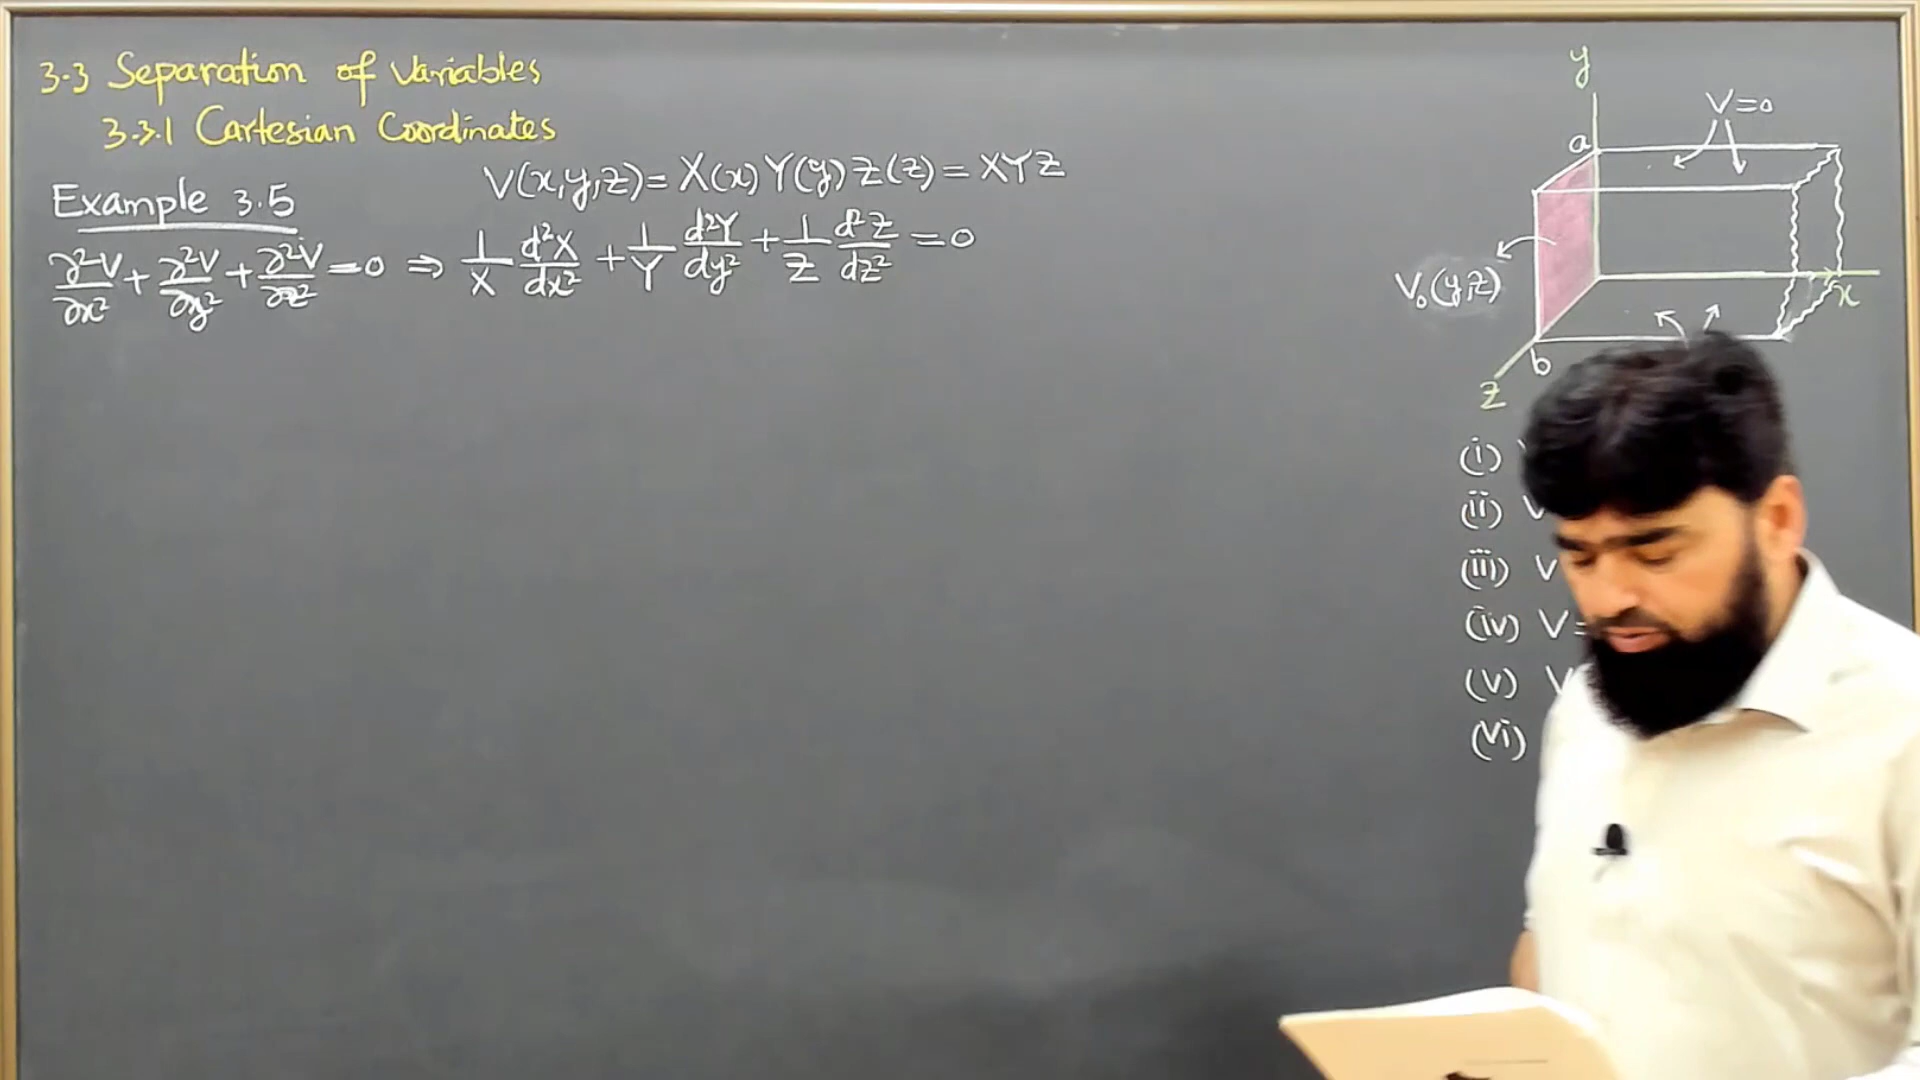 3.3 Separation of Variables
3.3.1 Cartesian Coordinates
Example 3.5
V(x,y,z) = X(x) Y(y) Z(z) = XYZ
∂²V/∂x² + ∂²V/∂y² + ∂²V/∂z² = 0 ⇒ 1/X d²X/dx² + 1/Y d²Y/dy² + 1/Z d²Z/dz² = 0
y
V=0
a
V₀(y,z)
x
b
z
(i)
(ii) V
(iii) V
(iv) V=
(v) V
(vi)